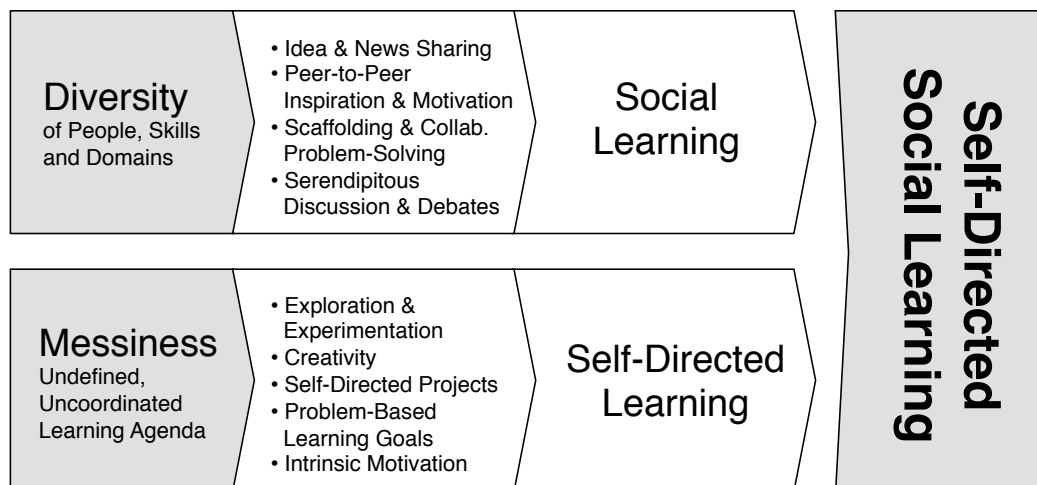 Diversity
of People, Skills
and Domains
• Idea & News Sharing
• Peer-to-Peer
Inspiration & Motivation
• Scaffolding & Collab.
Problem-Solving
• Serendipitous
Discussion & Debates
Social
Learning
Messiness
Undefined,
Uncoordinated
Learning Agenda
• Exploration &
Experimentation
• Creativity
• Self-Directed Projects
• Problem-Based
Learning Goals
• Intrinsic Motivation
Self-Directed
Learning
Self-Directed
Social Learning